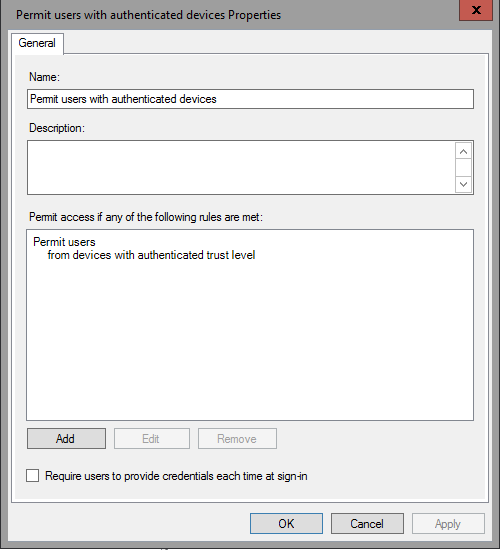 Permit users with authenticated devices Properties
x
General
Name:
Permit users with authenticated devices
Description:
Permit access if any of the following rules are met:
Permit users
from devices with authenticated trust level
Add Edit Remove
Require users to provide credentials each time at sign-in
OK Cancel Apply